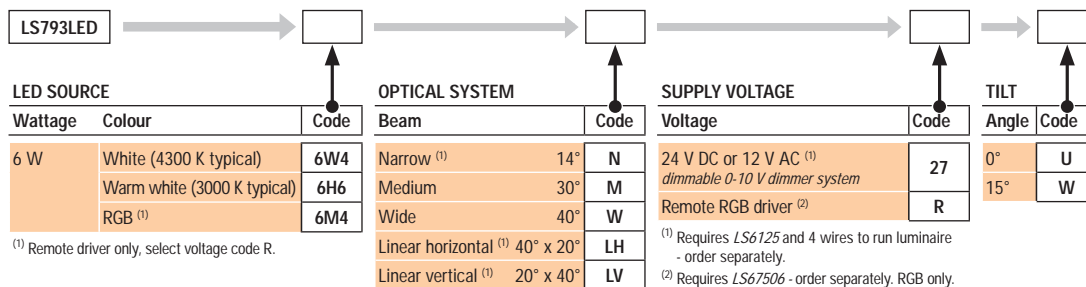 LS793LED
LED SOURCE
Wattage Colour Code
6 W White (4300 K typical) 6W4
Warm white (3000 K typical) 6H6
RGB (1) 6M4
(1) Remote driver only, select voltage code R.
OPTICAL SYSTEM
Beam Code
Narrow (1) 14° N
Medium 30° M
Wide 40° W
Linear horizontal (1) 40° x 20° LH
Linear vertical (1) 20° x 40° LV
SUPPLY VOLTAGE
Voltage Code
24 V DC or 12 V AC (1) 27
dimmable 0-10 V dimmer system
Remote RGB driver (2) R
(1) Requires LS6125 and 4 wires to run luminaire
- order separately.
(2) Requires LS67506 - order separately. RGB only.
TILT
Angle Code
0° U
15° W